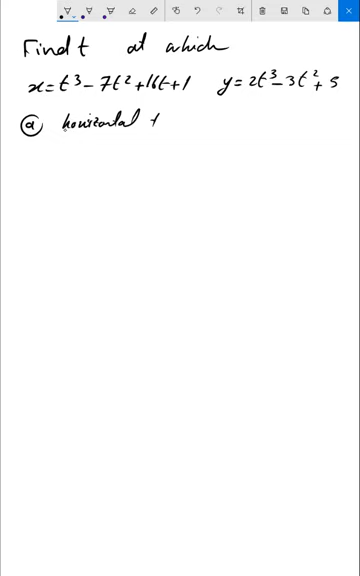 Find t at which
x = t³ - 7t² + 16t + 1 y = 2t³ - 3t² + 5
ⓐ horizontal t